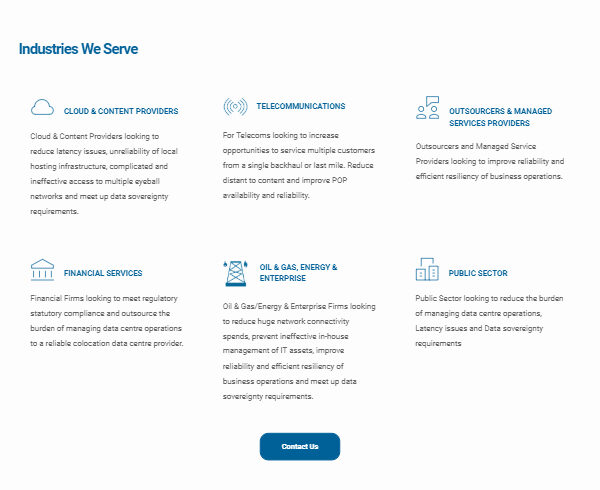 Industries We Serve
CLOUD & CONTENT PROVIDERS
Cloud & Content Providers looking to
reduce latency issues, unreliability of local
hosting infrastructure, complicated and
ineffective access to multiple eyeball
networks and meet up data sovereignty
requirements.
TELECOMMUNICATIONS
For Telecoms looking to increase
opportunities to service multiple customers
from a single backhaul or last mile. Reduce
distant to content and improve POP
availability and reliability.
OUTSOURCERS & MANAGED
SERVICES PROVIDERS
Outsourcers and Managed Service
Providers looking to improve reliability and
efficient resiliency of business operations.
FINANCIAL SERVICES
Financial Firms looking to meet regulatory
statutory compliance and outsource the
burden of managing data centre operations
to a reliable colocation data centre provider.
OIL & GAS, ENERGY &
ENTERPRISE
Oil & Gas/Energy & Enterprise Firms looking
to reduce huge network connectivity
spends, prevent ineffective in-house
management of IT assets, improve
reliability and efficient resiliency of
business operations and meet up data
sovereignty requirements.
PUBLIC SECTOR
Public Sector looking to reduce the burden
of managing data centre operations,
Latency issues and Data sovereignty
requirements
Contact Us